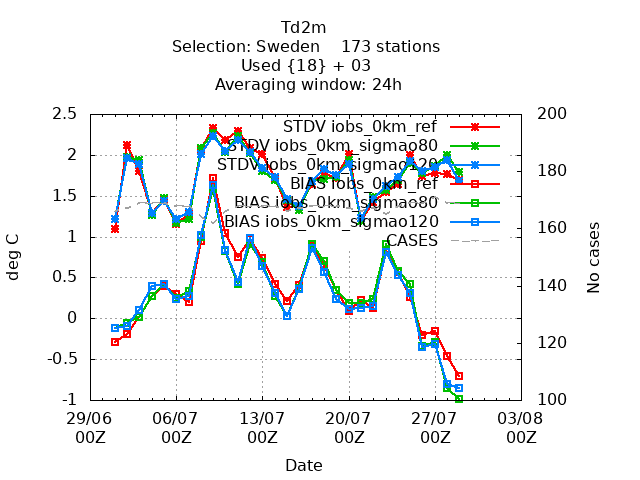 Td2m
Selection: Sweden    173 stations
Used {18} + 03
Averaging window: 24h
STDV iobs_0km_ref
STDV iobs_0km_sigmao80
STDV iobs_0km_sigmao120
BIAS iobs_0km_ref
BIAS iobs_0km_sigmao80
BIAS iobs_0km_sigmao120
CASES
2.5
2
1.5
1
0.5
0
-0.5
-1
deg C
200
180
160
140
120
100
No cases
29/06 06/07 13/07 20/07 27/07 03/08
00Z 00Z 00Z 00Z 00Z 00Z
Date